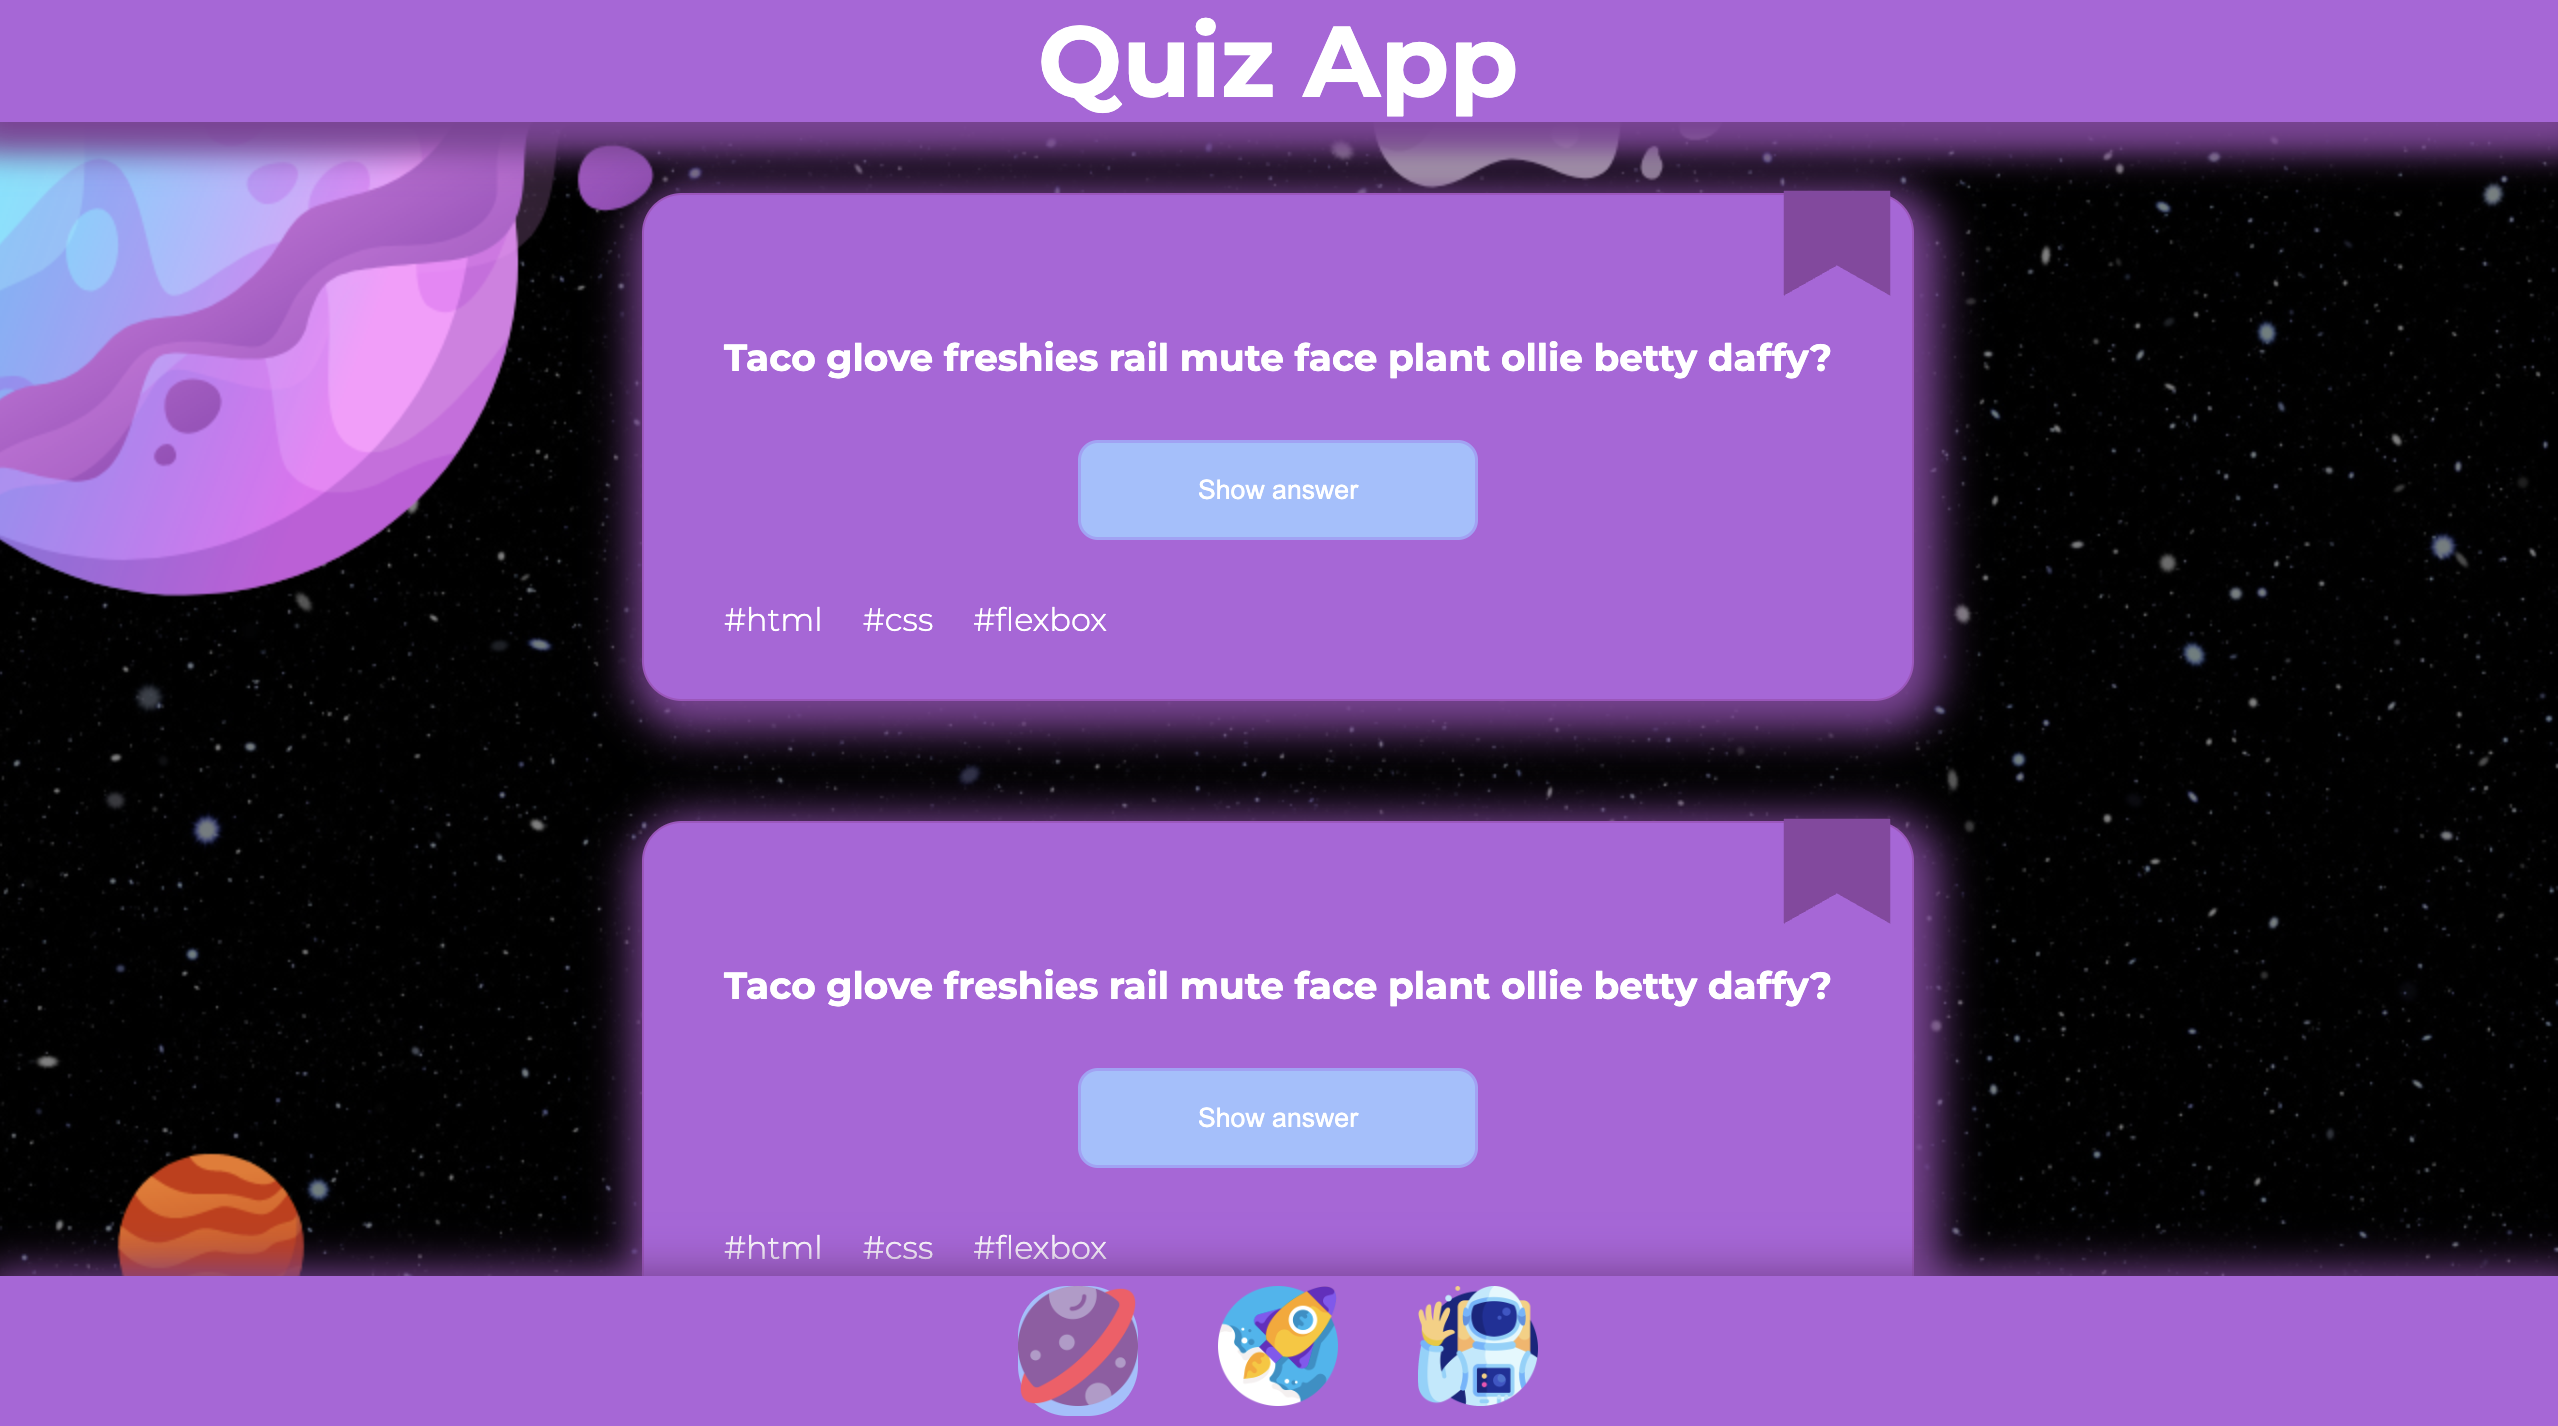 Quiz App
Taco glove freshies rail mute face plant ollie betty daffy?
Show answer
#html #css #flexbox
Taco glove freshies rail mute face plant ollie betty daffy?
Show answer
#html #css #flexbox